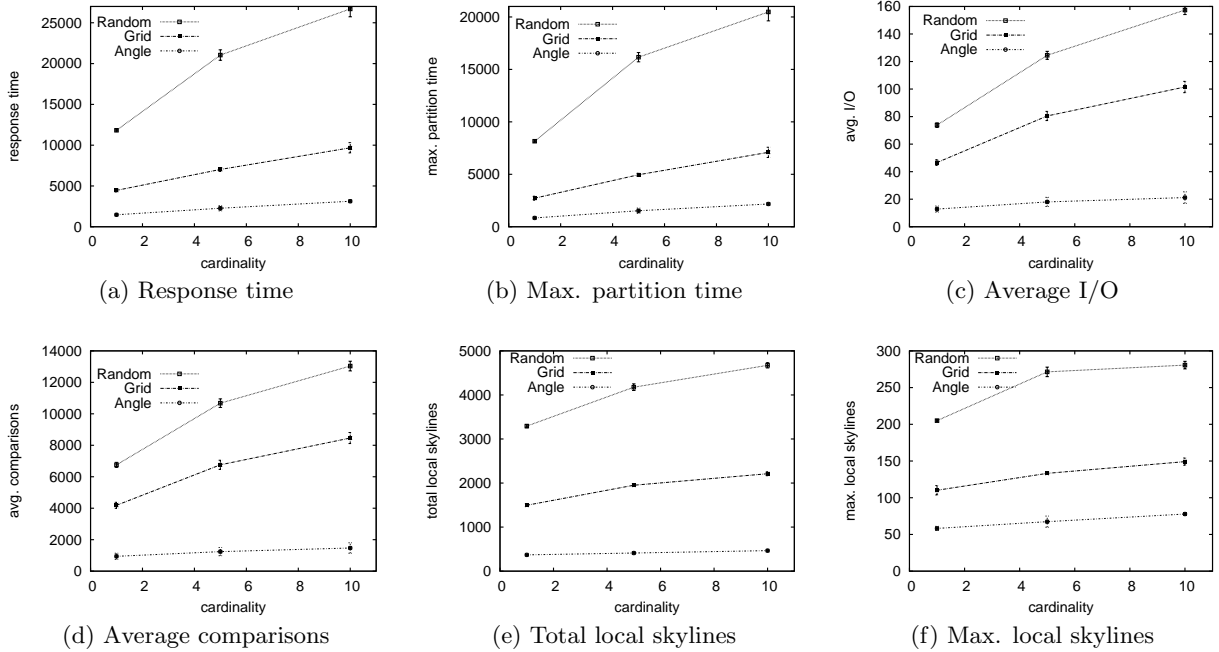 25000
20000
15000
10000
5000
0
response time
Random
Grid
Angle
0 2 4 6 8 10
cardinality
(a) Response time
20000
15000
10000
5000
0
max. partition time
Random
Grid
Angle
0 2 4 6 8 10
cardinality
(b) Max. partition time
160
140
120
100
80
60
40
20
0
avg. I/O
Random
Grid
Angle
0 2 4 6 8 10
cardinality
(c) Average I/O
14000
12000
10000
8000
6000
4000
2000
0
avg. comparisons
Random
Grid
Angle
0 2 4 6 8 10
cardinality
(d) Average comparisons
5000
4000
3000
2000
1000
0
total local skylines
Random
Grid
Angle
0 2 4 6 8 10
cardinality
(e) Total local skylines
300
250
200
150
100
50
0
max. local skylines
Random
Grid
Angle
0 2 4 6 8 10
cardinality
(f) Max. local skylines